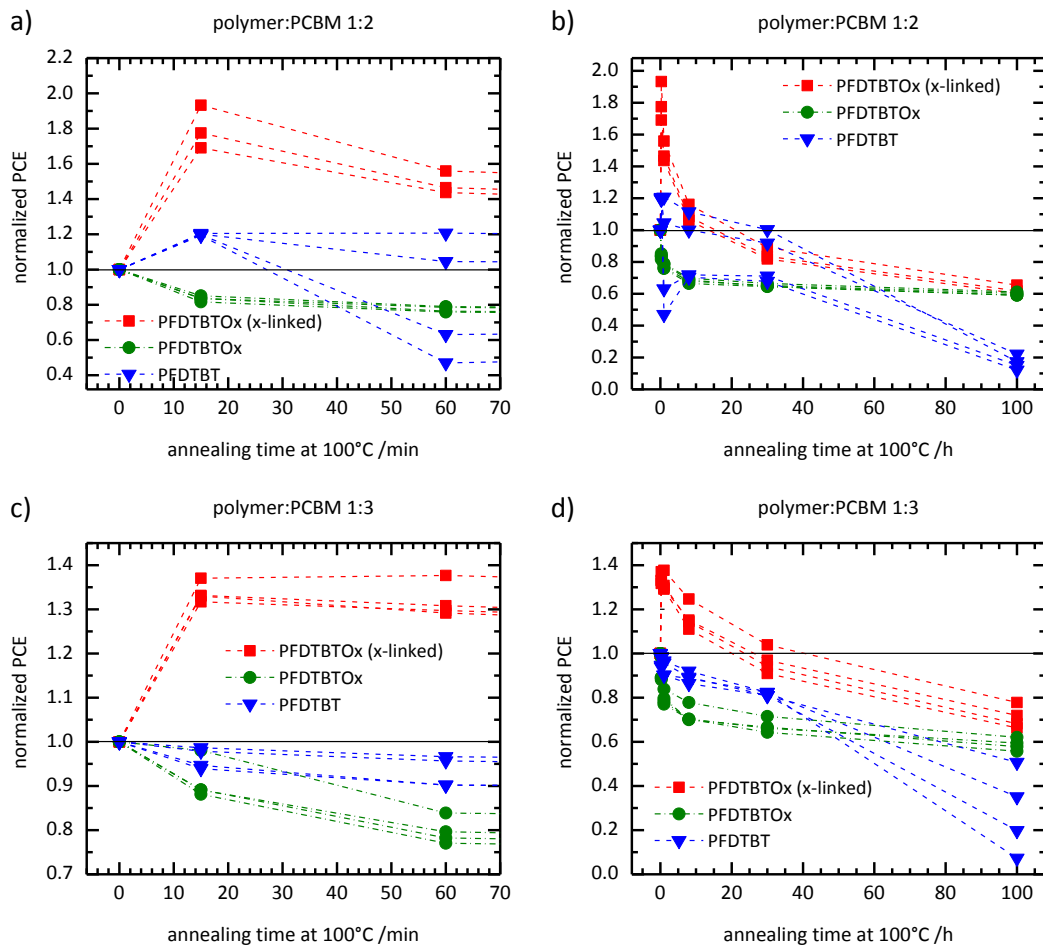 a)
polymer:PCBM 1:2
normalized PCE
2.2
2.0
1.8
1.6
1.4
1.2
1.0
0.8
0.6
0.4
PFDTBTOx (x-linked)
PFDTBTOx
PFDTBT
0 10 20 30 40 50 60 70
annealing time at 100°C /min
b)
polymer:PCBM 1:2
normalized PCE
2.0
1.8
1.6
1.4
1.2
1.0
0.8
0.6
0.4
0.2
0.0
PFDTBTOx (x-linked)
PFDTBTOx
PFDTBT
0 20 40 60 80 100
annealing time at 100°C /h
c)
polymer:PCBM 1:3
normalized PCE
1.4
1.3
1.2
1.1
1.0
0.9
0.8
0.7
PFDTBTOx (x-linked)
PFDTBTOx
PFDTBT
0 10 20 30 40 50 60 70
annealing time at 100°C /min
d)
polymer:PCBM 1:3
normalized PCE
1.4
1.2
1.0
0.8
0.6
0.4
0.2
0.0
PFDTBTOx (x-linked)
PFDTBTOx
PFDTBT
0 20 40 60 80 100
annealing time at 100°C /h